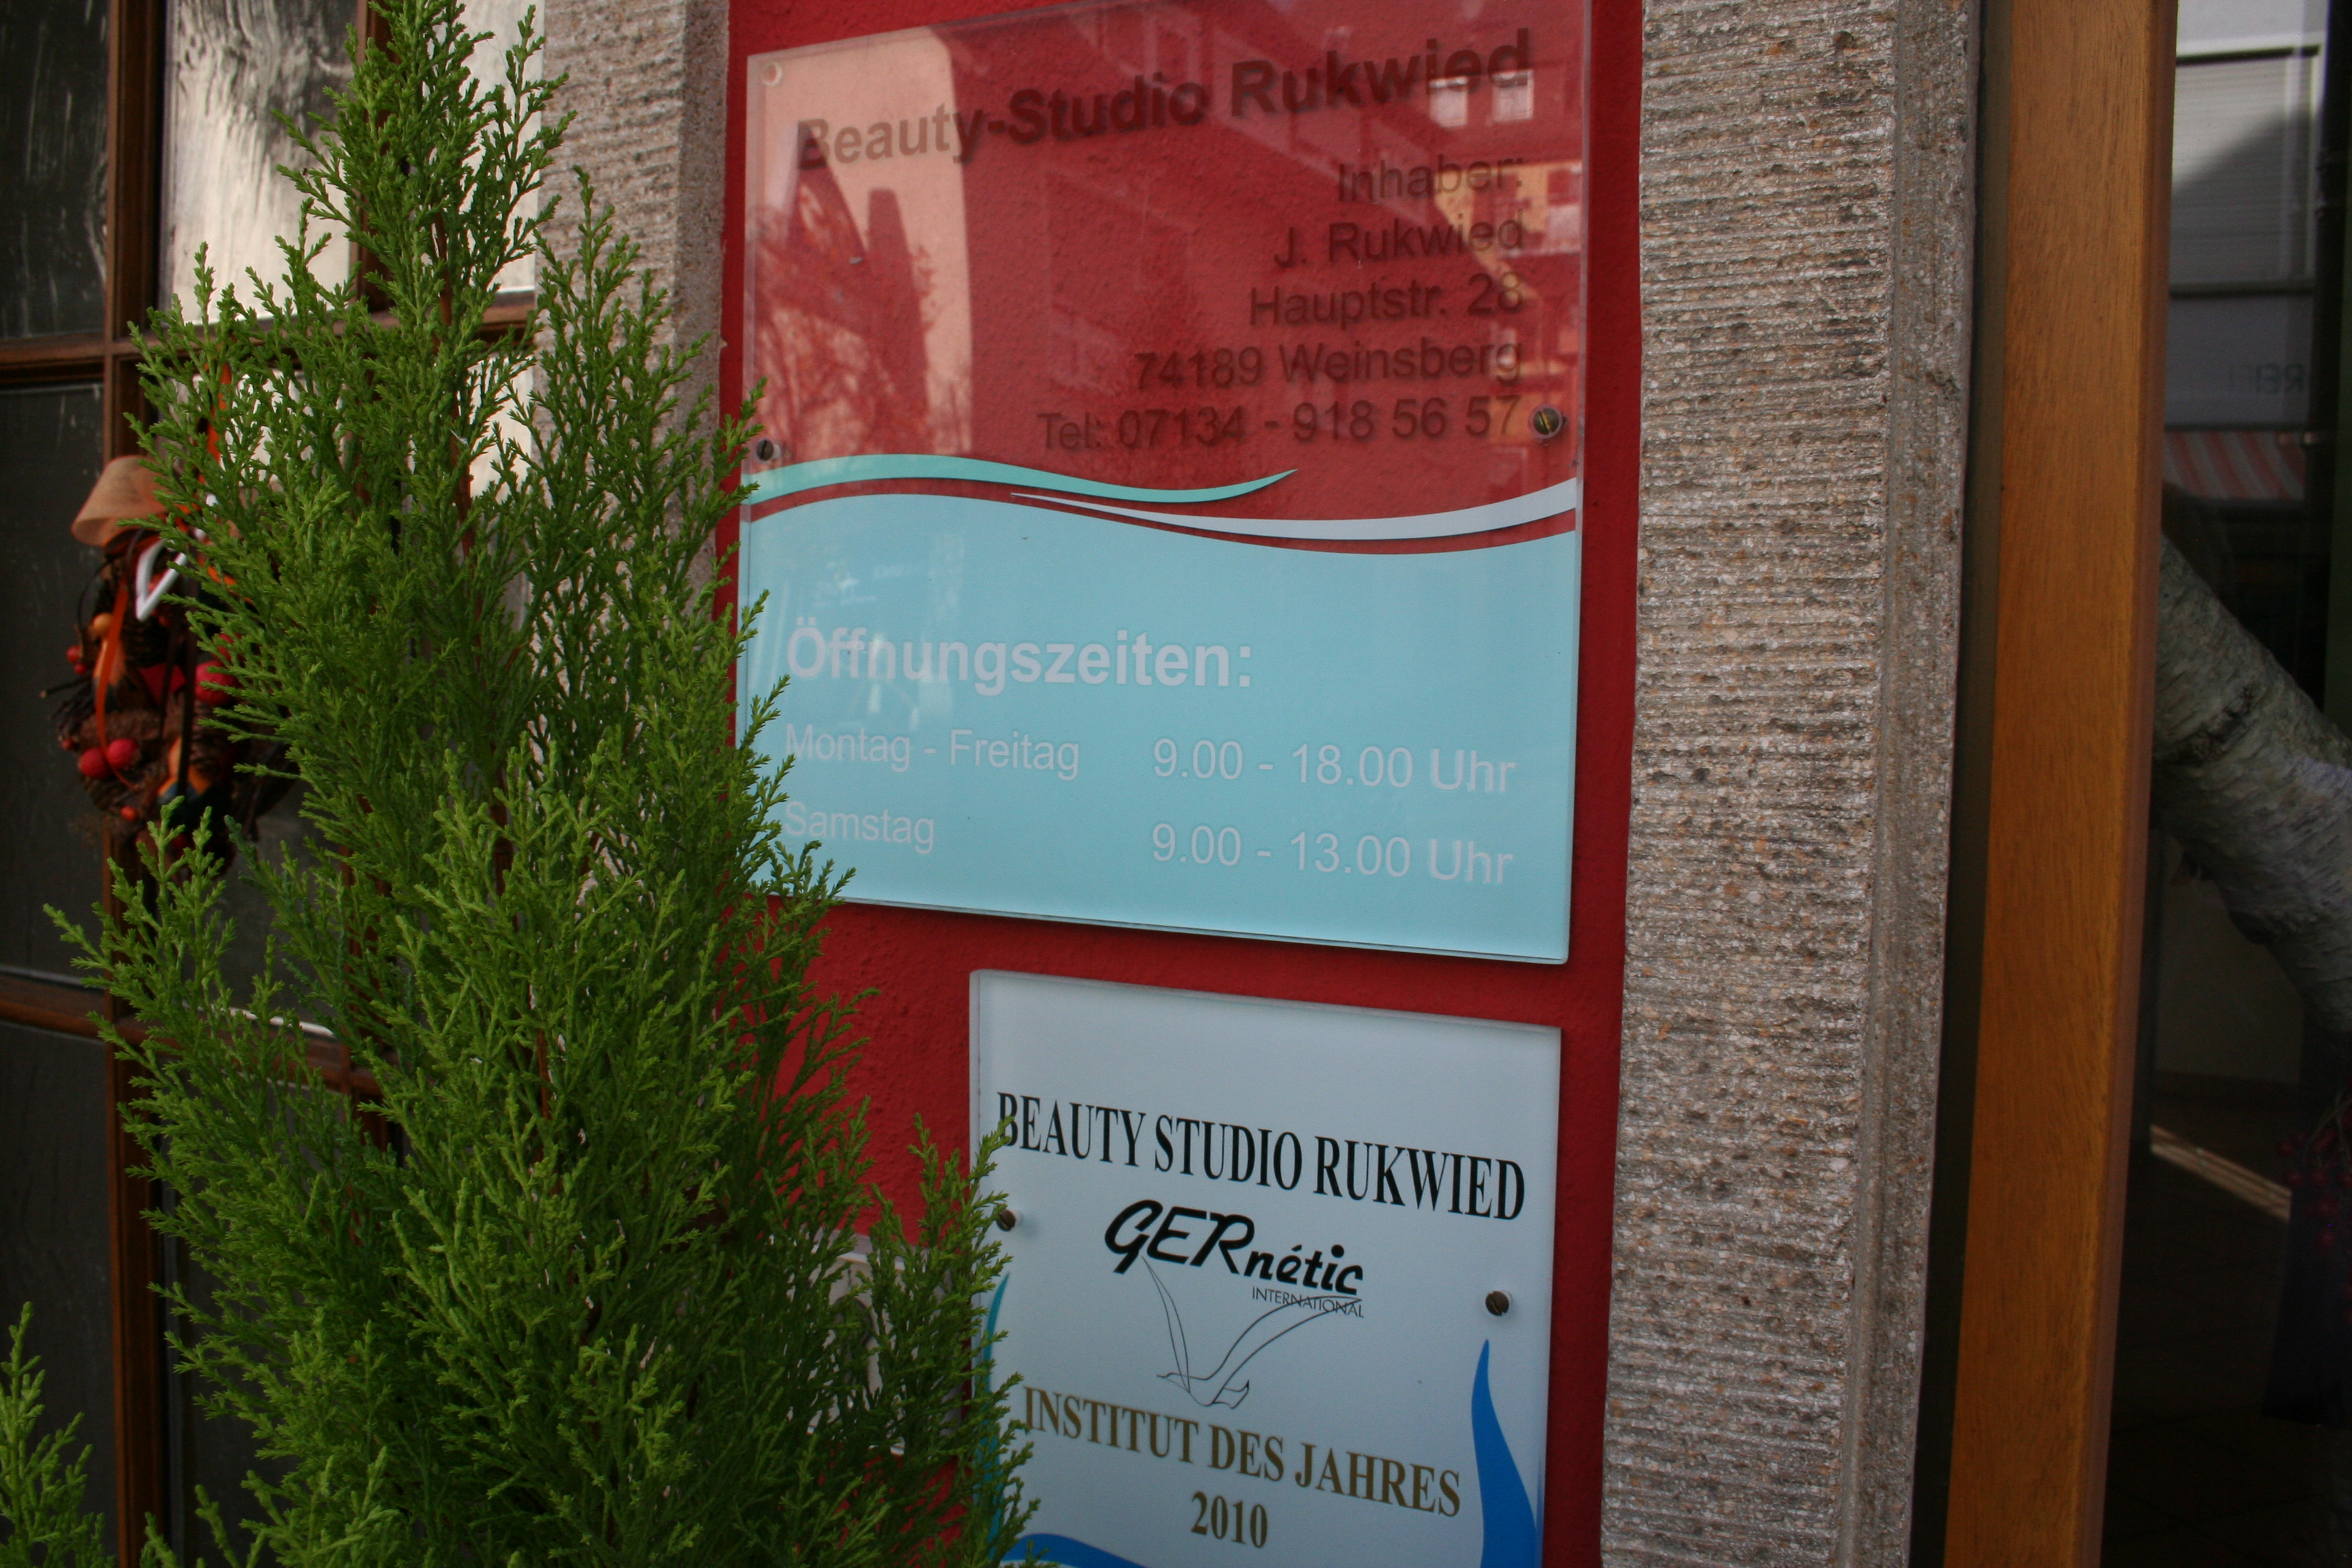 Beauty-Studio Rukwied
Inhaber:
J. Rukwied
Hauptstr. 28
74189 Weinsberg
Tel: 07134 - 918 56 57
Öffnungszeiten:
Montag - Freitag 9.00 - 18.00 Uhr
Samstag 9.00 - 13.00 Uhr
BEAUTY STUDIO RUKWIED
GERnétic
INTERNATIONAL
INSTITUT DES JAHRES
2010